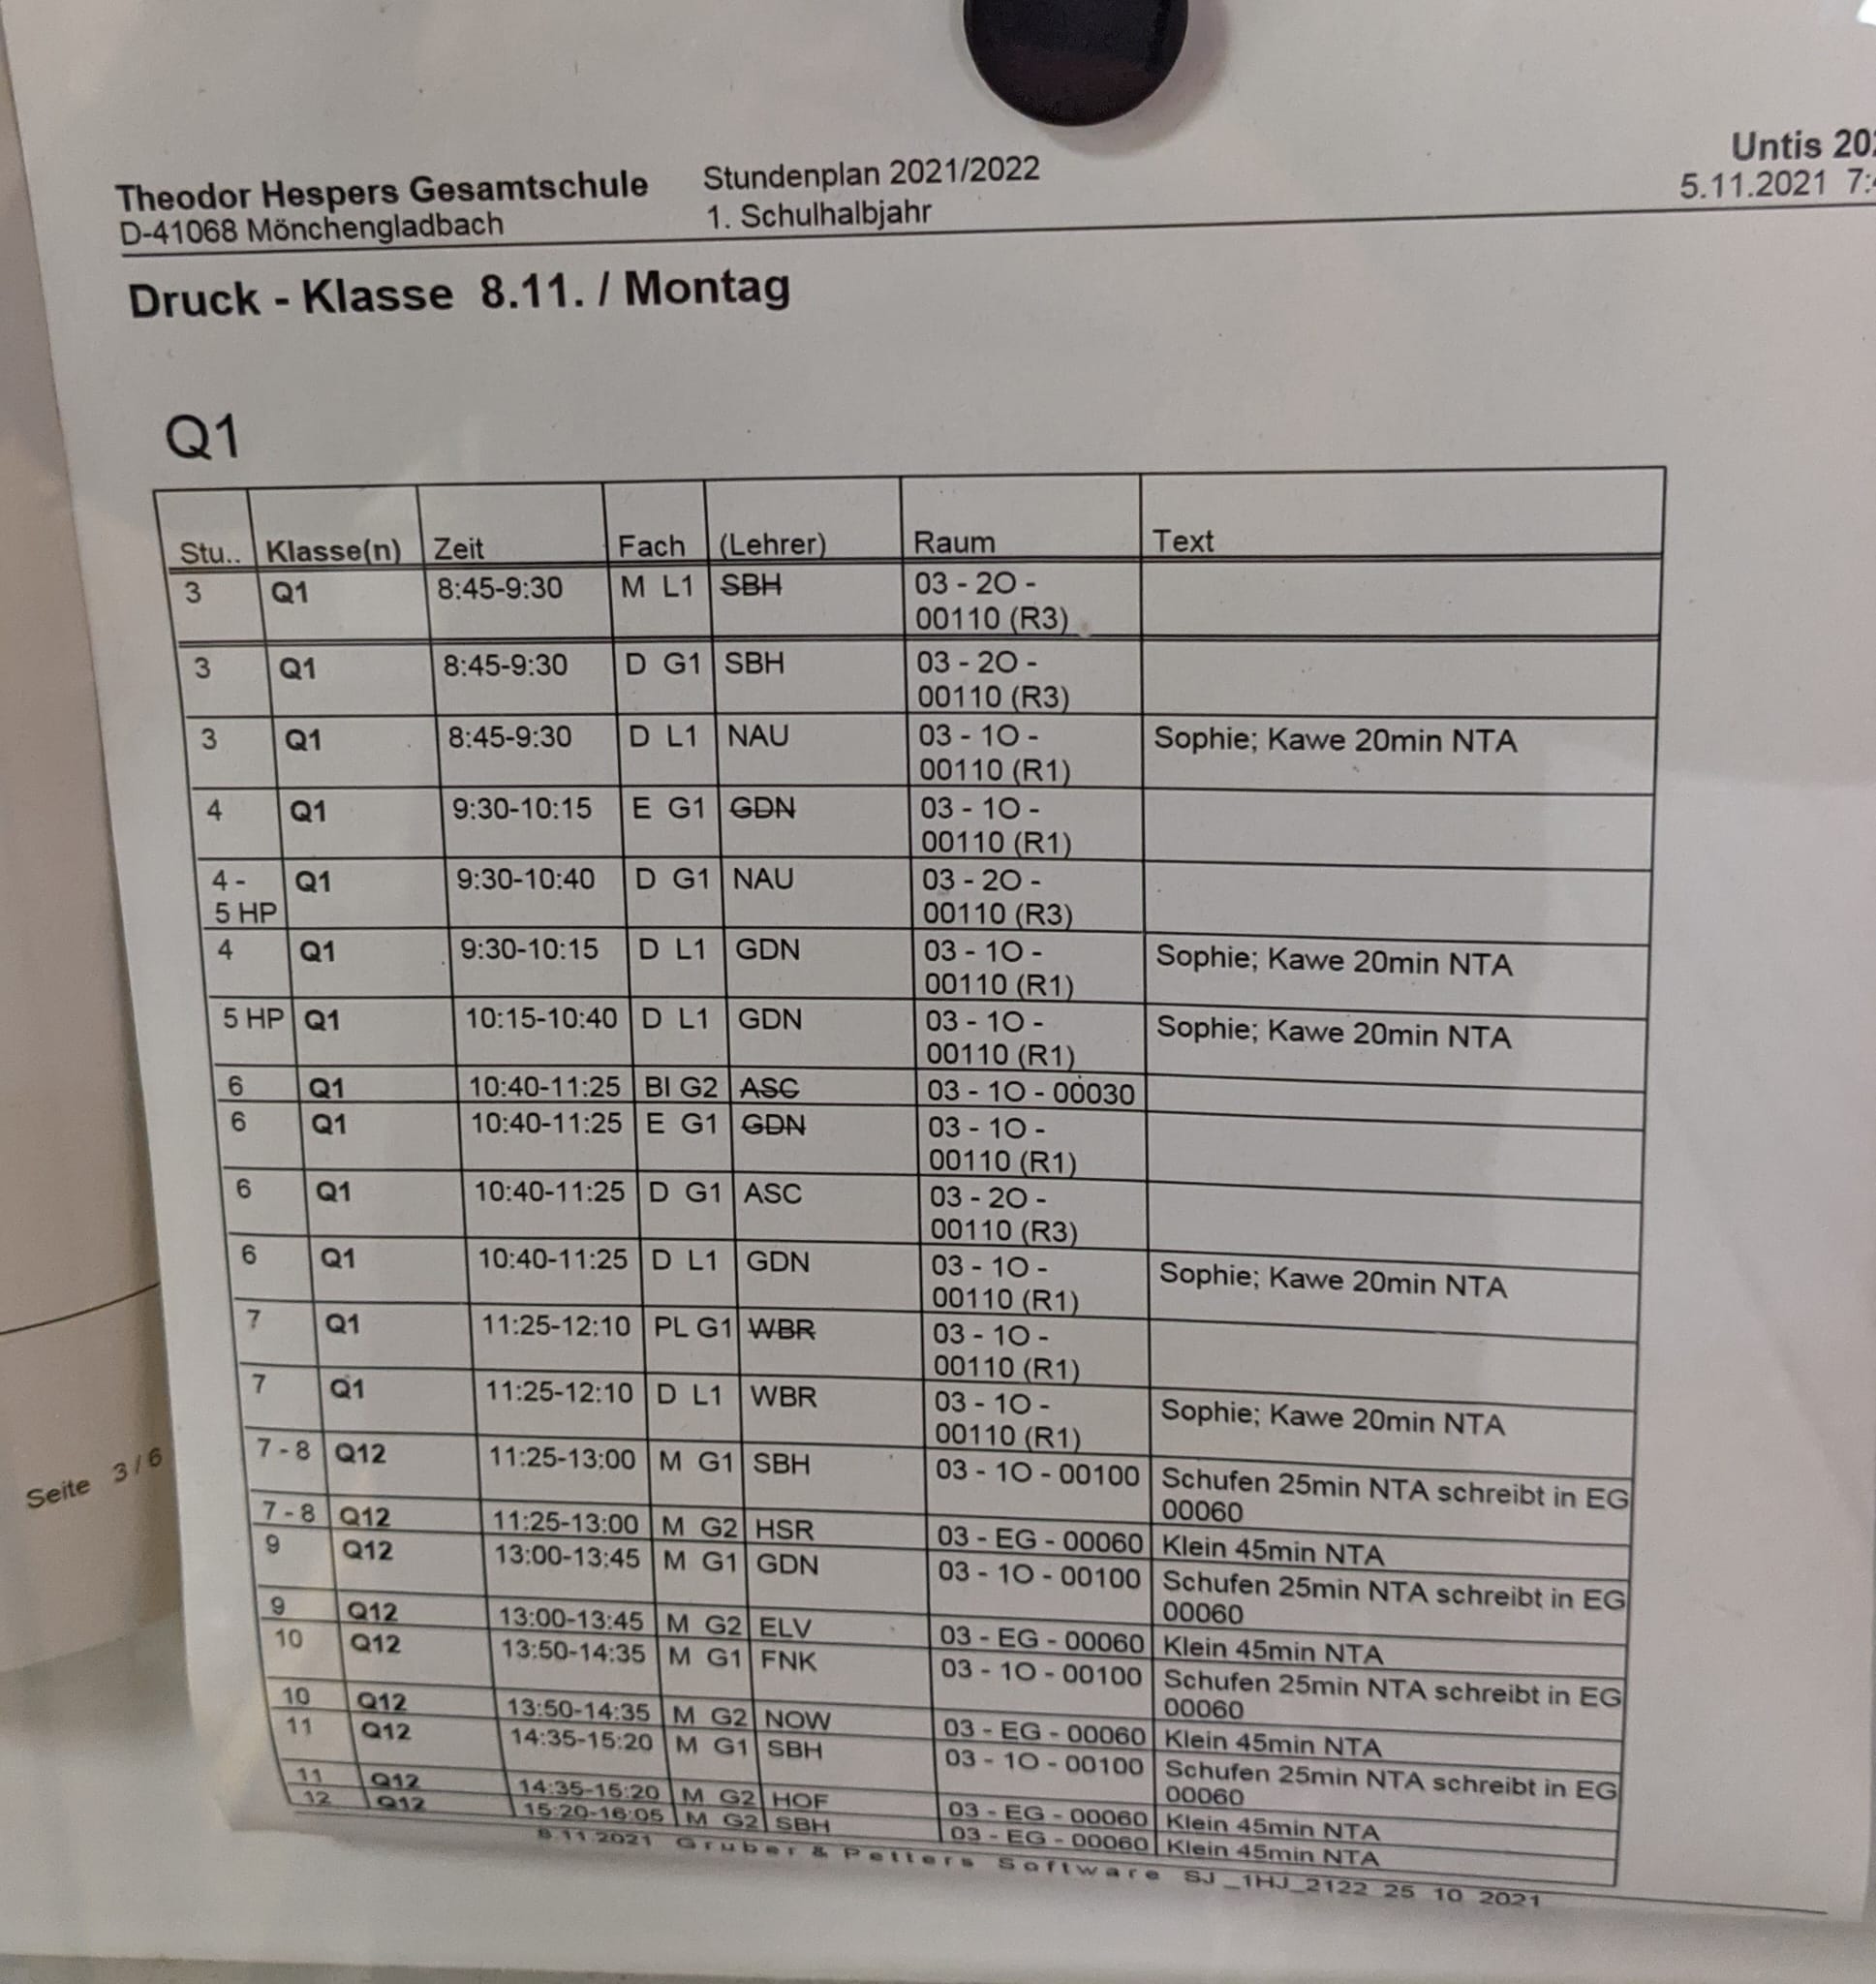 Theodor Hespers Gesamtschule Stundenplan 2021/2022 Untis
D-41068 Mönchengladbach 1. Schulhalbjahr 5.11.2021
Druck - Klasse 8.11. / Montag
Q1
Stu.. Klasse(n) Zeit Fach (Lehrer) Raum Text
3 Q1 8:45-9:30 M L1 SBH 03 - 2O -
00110 (R3)
3 Q1 8:45-9:30 D G1 SBH 03 - 2O -
00110 (R3)
3 Q1 8:45-9:30 D L1 NAU 03 - 1O - Sophie; Kawe 20min NTA
00110 (R1)
4 Q1 9:30-10:15 E G1 GDN 03 - 1O -
00110 (R1)
4 - Q1 9:30-10:40 D G1 NAU 03 - 2O -
5 HP 00110 (R3)
4 Q1 9:30-10:15 D L1 GDN 03 - 1O - Sophie; Kawe 20min NTA
00110 (R1)
5 HP Q1 10:15-10:40 D L1 GDN 03 - 1O - Sophie; Kawe 20min NTA
00110 (R1)
6 Q1 10:40-11:25 BI G2 ASC 03 - 1O - 00030
6 Q1 10:40-11:25 E G1 GDN 03 - 1O -
00110 (R1)
6 Q1 10:40-11:25 D G1 ASC 03 - 2O -
00110 (R3)
6 Q1 10:40-11:25 D L1 GDN 03 - 1O - Sophie; Kawe 20min NTA
00110 (R1)
7 Q1 11:25-12:10 PL G1 WBR 03 - 1O -
00110 (R1)
7 Q1 11:25-12:10 D L1 WBR 03 - 1O - Sophie; Kawe 20min NTA
00110 (R1)
7 - 8 Q12 11:25-13:00 M G1 SBH 03 - 1O - 00100 Schufen 25min NTA schreibt in EG
00060
7 - 8 Q12 11:25-13:00 M G2 HSR 03 - EG - 00060 Klein 45min NTA
9 Q12 13:00-13:45 M G1 GDN 03 - 1O - 00100 Schufen 25min NTA schreibt in EG
00060
9 Q12 13:00-13:45 M G2 ELV 03 - EG - 00060 Klein 45min NTA
10 Q12 13:50-14:35 M G1 FNK 03 - 1O - 00100 Schufen 25min NTA schreibt in EG
00060
10 Q12 13:50-14:35 M G2 NOW 03 - EG - 00060 Klein 45min NTA
11 Q12 14:35-15:20 M G1 SBH 03 - 1O - 00100 Schufen 25min NTA schreibt in EG
00060
11 Q12 14:35-15:20 M G2 HOF 03 - EG - 00060 Klein 45min NTA
12 Q12 15:20-16:05 M G2 SBH 03 - EG - 00060 Klein 45min NTA
8.11.2021 Gruber & Petters Software SJ_1HJ_2122 25 10 2021
Seite 3 / 6